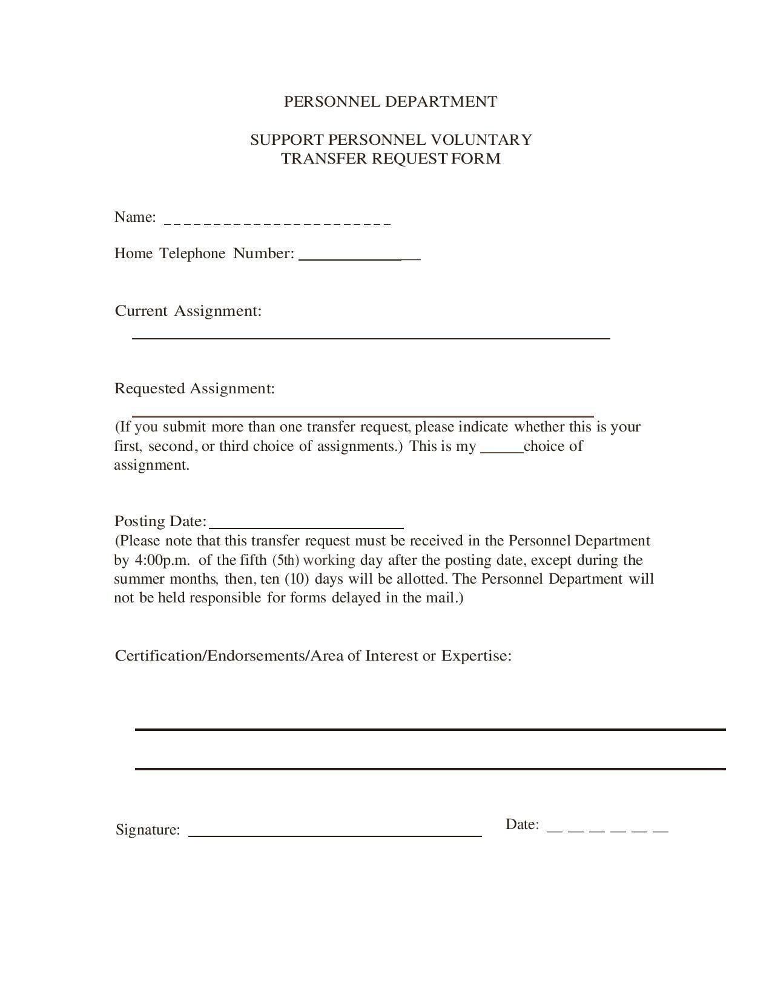 PERSONNEL DEPARTMENT
SUPPORT PERSONNEL VOLUNTARY
TRANSFER REQUEST FORM
Name: _ _ _ _ _ _ _ _ _ _ _ _ _ _ _ _ _ _ _ _ _ _ _
Home Telephone Number: ______________
Current Assignment:
Requested Assignment:
(If you submit more than one transfer request, please indicate whether this is your
first, second, or third choice of assignments.) This is my _____choice of
assignment.
Posting Date:______________________
(Please note that this transfer request must be received in the Personnel Department
by 4:00p.m. of the fifth (5th) working day after the posting date, except during the
summer months, then, ten (10) days will be allotted. The Personnel Department will
not be held responsible for forms delayed in the mail.)
Certification/Endorsements/Area of Interest or Expertise:
Signature: __________________________________ Date: __ __ __ __ __ __